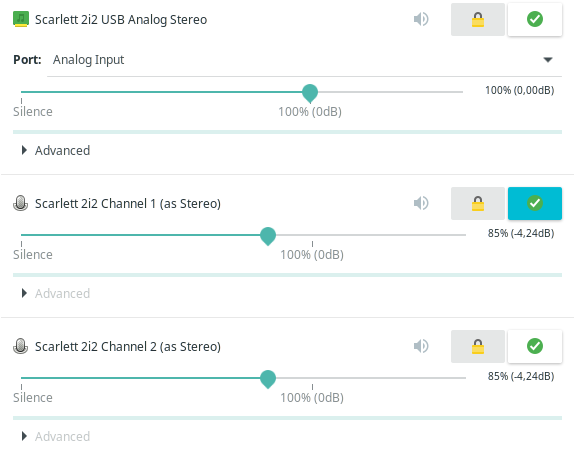 Scarlett 2i2 USB Analog Stereo
Port: Analog Input
100% (0,00dB)
Silence 100% (0dB)
Advanced
Scarlett 2i2 Channel 1 (as Stereo)
85% (-4,24dB)
Silence 100% (0dB)
Advanced
Scarlett 2i2 Channel 2 (as Stereo)
85% (-4,24dB)
Silence 100% (0dB)
Advanced